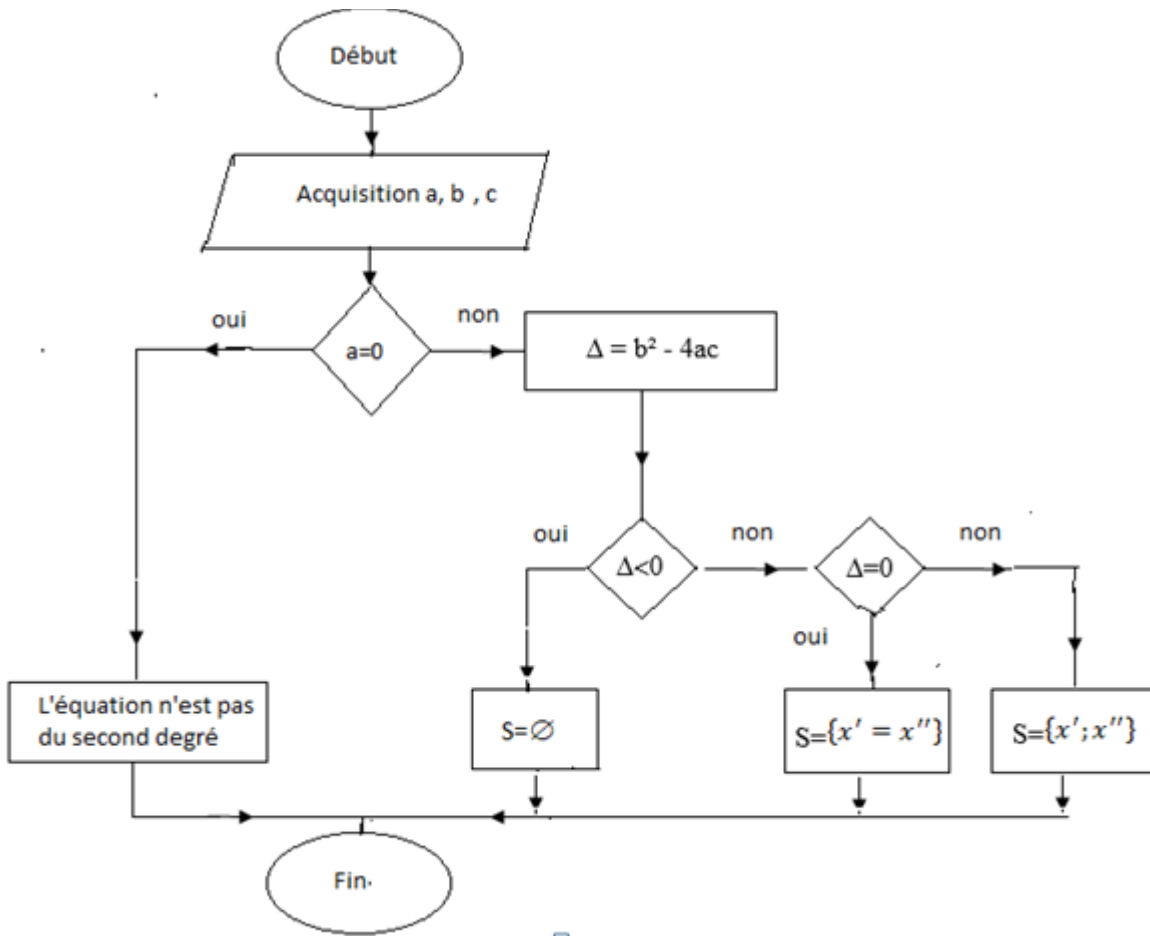 Début
Acquisition a, b , c
oui
non
a=0
Δ = b² - 4ac
oui
non
non
Δ<0
Δ=0
oui
L'équation n'est pas
du second degré
S=∅
S={x′ = x′′}
S={x′; x′′}
Fin.